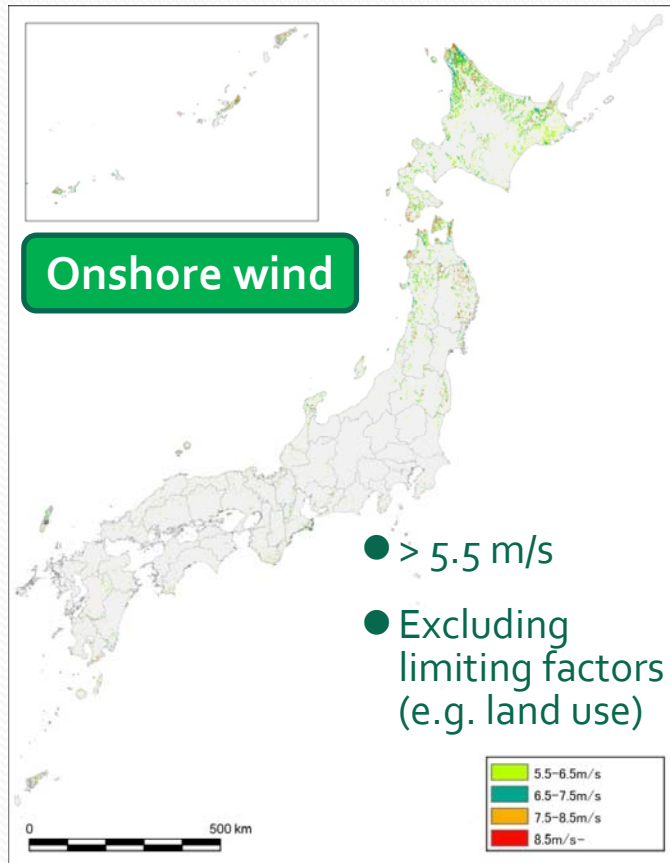 Onshore wind
● > 5.5 m/s
● Excluding
limiting factors
(e.g. land use)
5.5-6.5m/s
6.5-7.5m/s
7.5-8.5m/s
8.5m/s-
0 500 km